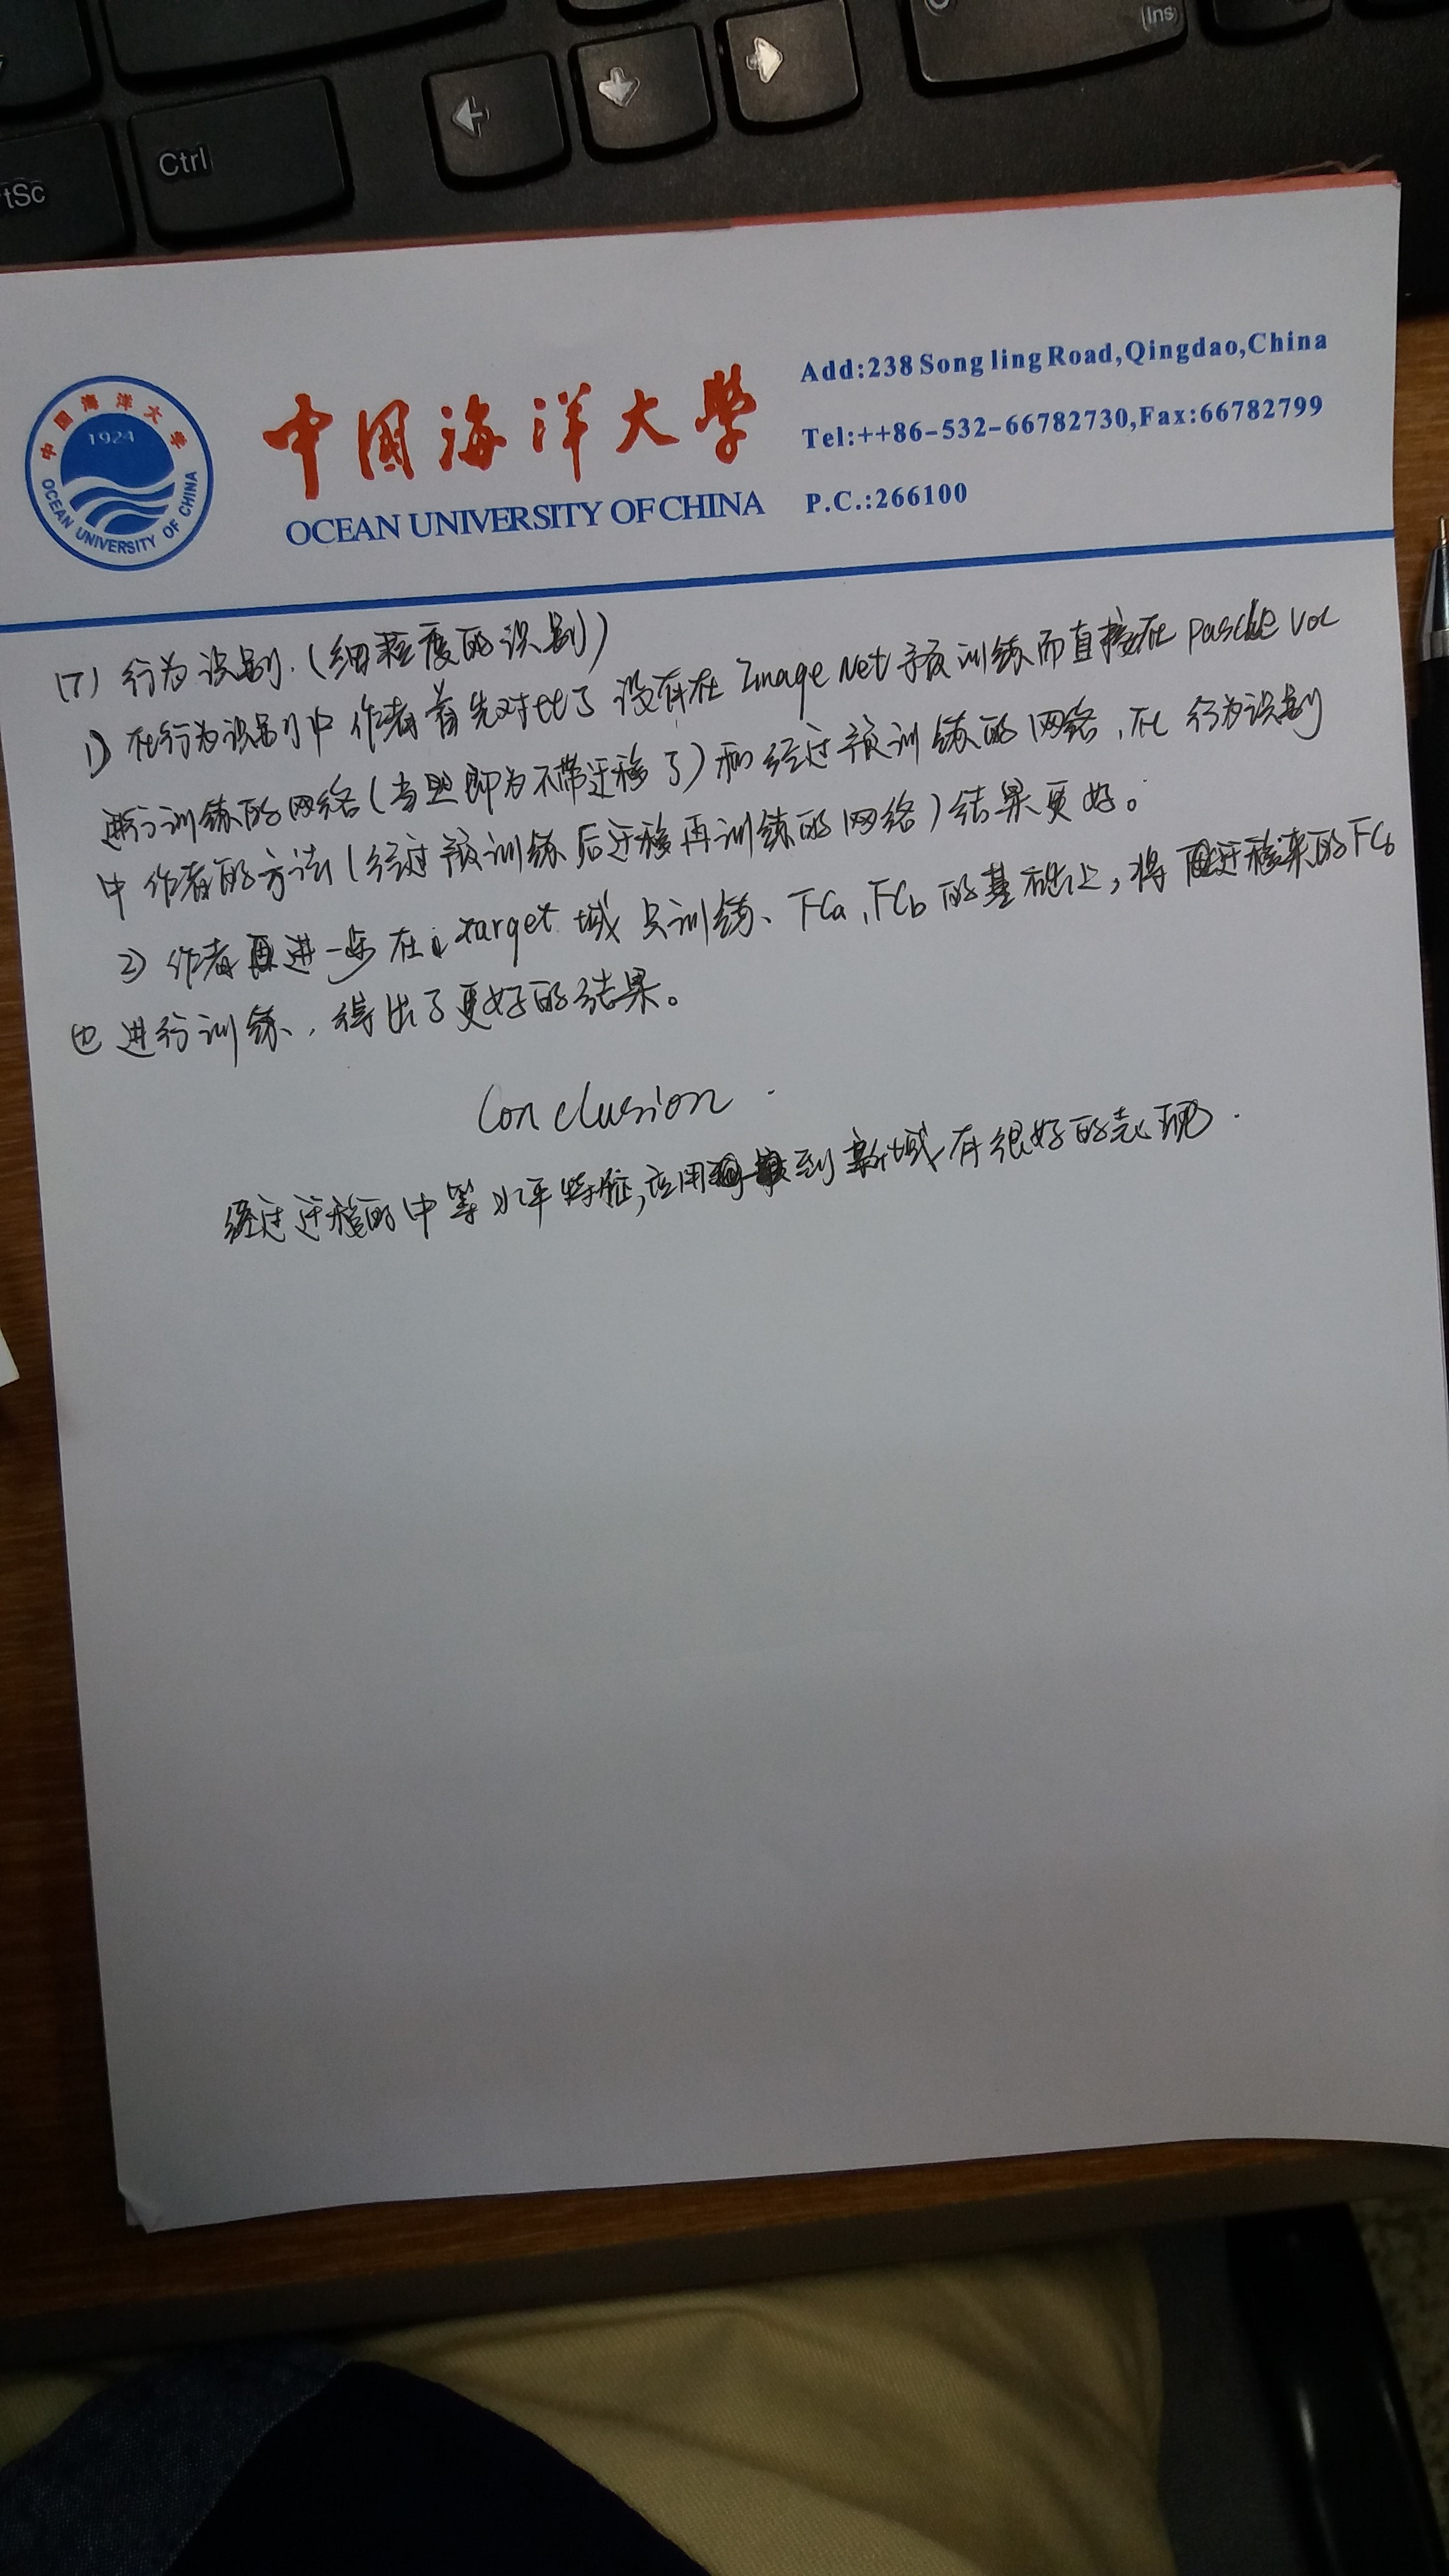 Ins
Ctrl
tSc
中国海洋大学
1924
OCEAN UNIVERSITY OF CHINA
中國海洋大學
OCEAN UNIVERSITY OF CHINA
Add:238 Song ling Road,Qingdao,China
Tel:++86-532-66782730,Fax:66782799
P.C.:266100
(7) 行为识别.(细粒度的识别)
1) 在行为识别中 作者首先对比了 没有在 Image Net 预训练而直接在 Pascle Voc
进行训练的网络(当然即为不带迁移了)和经过预训练的网络,在 行为识别
中 作者的方法(经过预训练后迁移再训练的网络)结果更好。
2) 作者再进一步在 target 域 只训练 FCa,FCb 的基础上,将 迁移来的FC6
也进行训练,得出了更好的结果。
Conclusion.
经过迁移的中等水平特征,应用到新域有很好的表现.